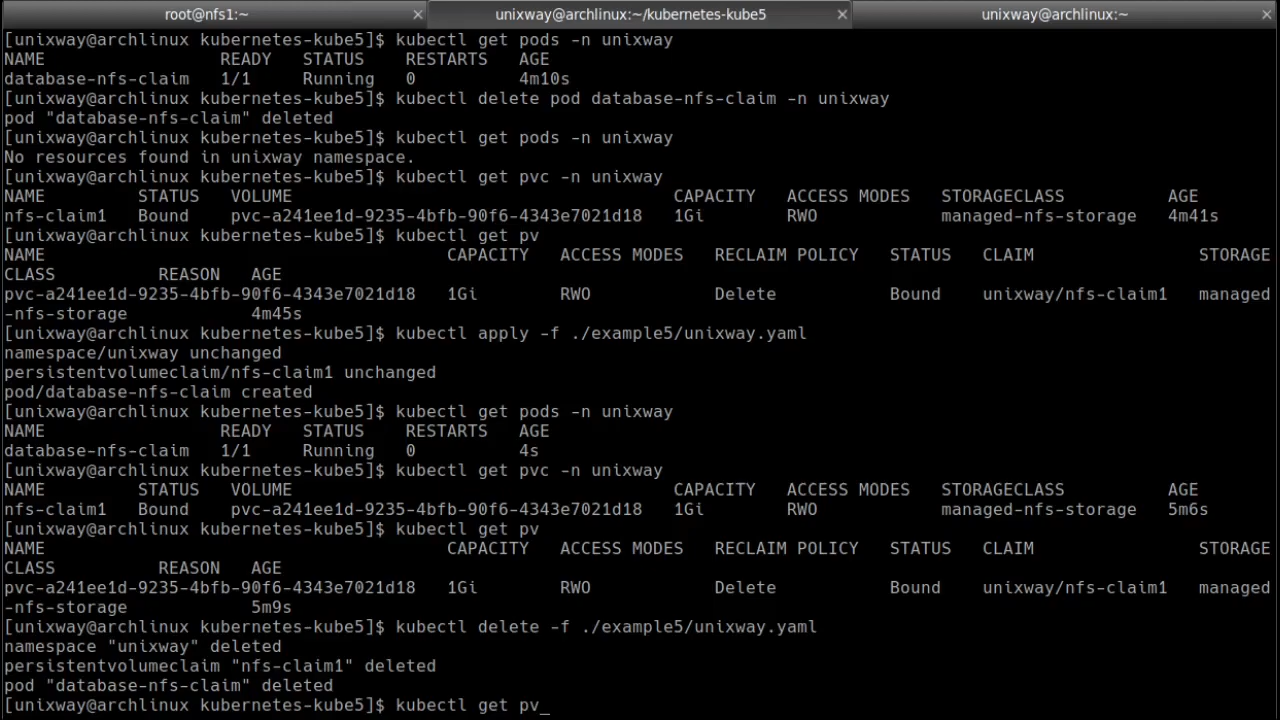 root@nfs1:~ × unixway@archlinux:~/kubernetes-kube5 × unixway@archlinux:~ ×
[unixway@archlinux kubernetes-kube5]$ kubectl get pods -n unixway
NAME                 READY   STATUS    RESTARTS   AGE
database-nfs-claim   1/1     Running   0          4m10s
[unixway@archlinux kubernetes-kube5]$ kubectl delete pod database-nfs-claim -n unixway
pod "database-nfs-claim" deleted
[unixway@archlinux kubernetes-kube5]$ kubectl get pods -n unixway
No resources found in unixway namespace.
[unixway@archlinux kubernetes-kube5]$ kubectl get pvc -n unixway
NAME         STATUS   VOLUME                                     CAPACITY   ACCESS MODES   STORAGECLASS          AGE
nfs-claim1   Bound    pvc-a241ee1d-9235-4bfb-90f6-4343e7021d18   1Gi        RWO            managed-nfs-storage   4m41s
[unixway@archlinux kubernetes-kube5]$ kubectl get pv
NAME                                       CAPACITY   ACCESS MODES   RECLAIM POLICY   STATUS   CLAIM                STORAGE
CLASS          REASON   AGE
pvc-a241ee1d-9235-4bfb-90f6-4343e7021d18   1Gi        RWO            Delete           Bound    unixway/nfs-claim1   managed
-nfs-storage            4m45s
[unixway@archlinux kubernetes-kube5]$ kubectl apply -f ./example5/unixway.yaml
namespace/unixway unchanged
persistentvolumeclaim/nfs-claim1 unchanged
pod/database-nfs-claim created
[unixway@archlinux kubernetes-kube5]$ kubectl get pods -n unixway
NAME                 READY   STATUS    RESTARTS   AGE
database-nfs-claim   1/1     Running   0          4s
[unixway@archlinux kubernetes-kube5]$ kubectl get pvc -n unixway
NAME         STATUS   VOLUME                                     CAPACITY   ACCESS MODES   STORAGECLASS          AGE
nfs-claim1   Bound    pvc-a241ee1d-9235-4bfb-90f6-4343e7021d18   1Gi        RWO            managed-nfs-storage   5m6s
[unixway@archlinux kubernetes-kube5]$ kubectl get pv
NAME                                       CAPACITY   ACCESS MODES   RECLAIM POLICY   STATUS   CLAIM                STORAGE
CLASS          REASON   AGE
pvc-a241ee1d-9235-4bfb-90f6-4343e7021d18   1Gi        RWO            Delete           Bound    unixway/nfs-claim1   managed
-nfs-storage            5m9s
[unixway@archlinux kubernetes-kube5]$ kubectl delete -f ./example5/unixway.yaml
namespace "unixway" deleted
persistentvolumeclaim "nfs-claim1" deleted
pod "database-nfs-claim" deleted
[unixway@archlinux kubernetes-kube5]$ kubectl get pv_